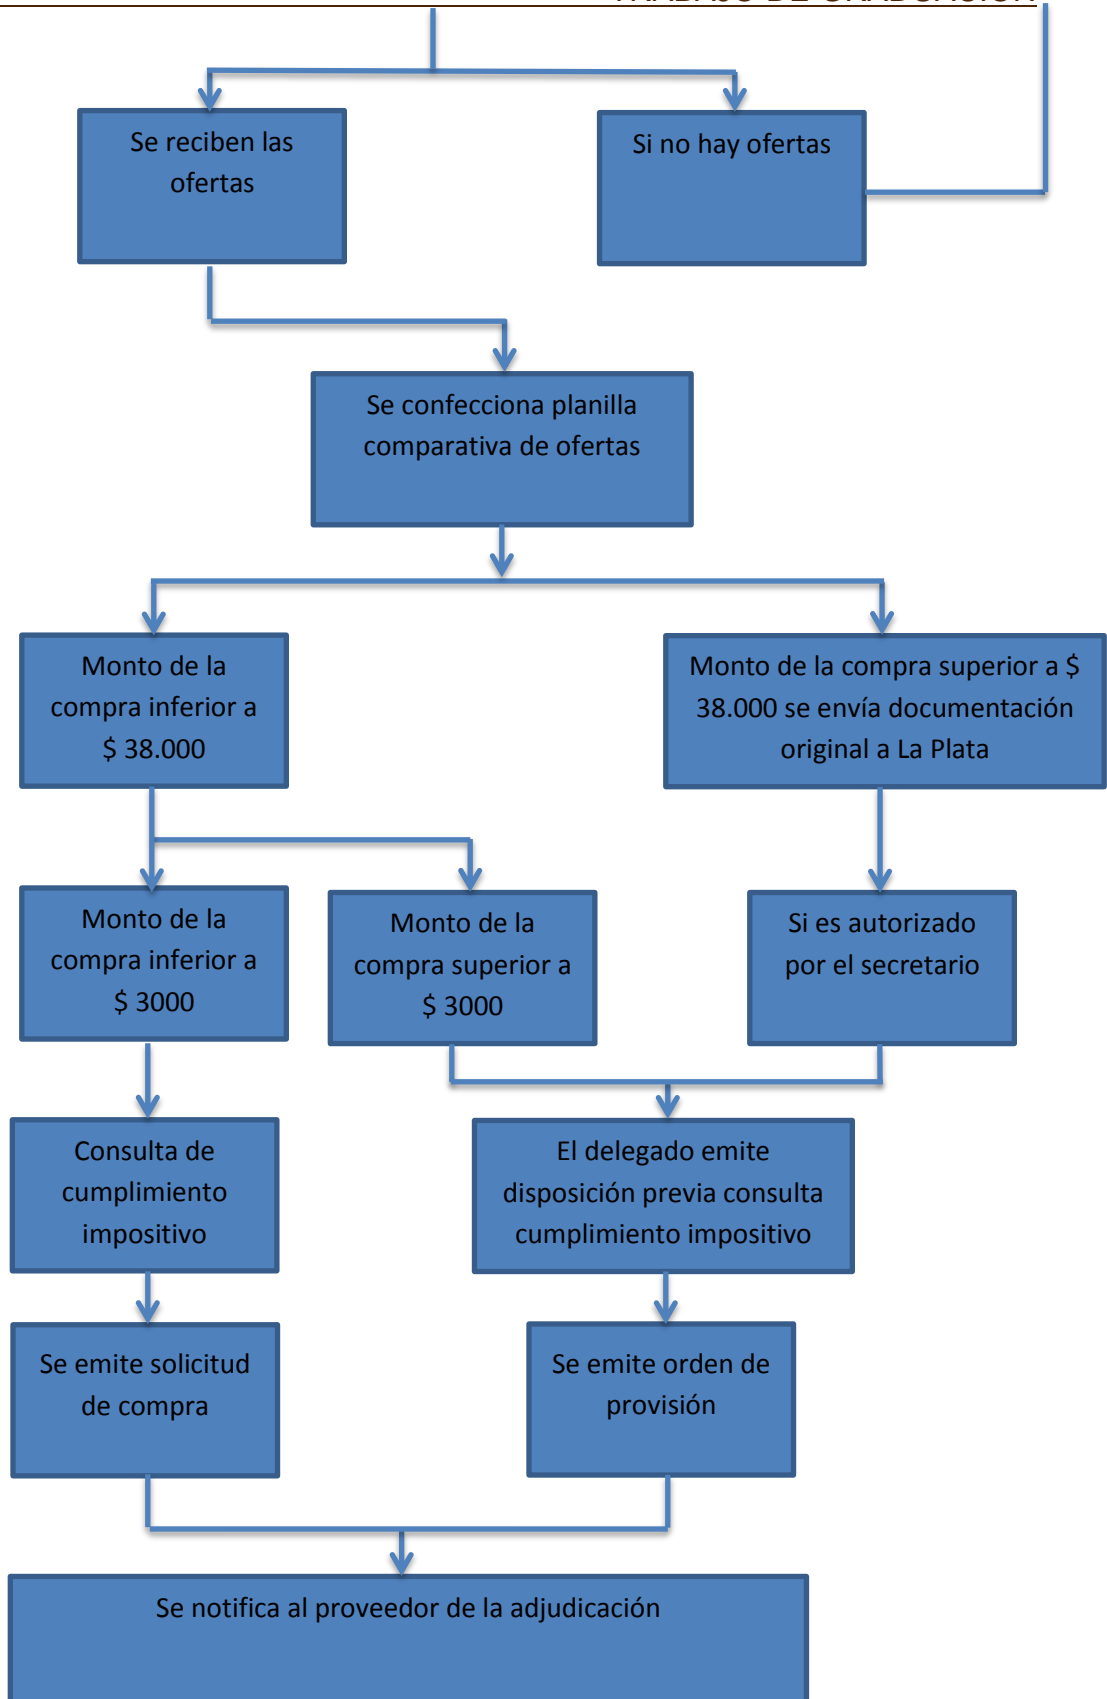 TRABAJO DE GRADUACIÓN
Se reciben las
ofertas
Si no hay ofertas
Se confecciona planilla
comparativa de ofertas
Monto de la
compra inferior a
$ 38.000
Monto de la compra superior a $
38.000 se envía documentación
original a La Plata
Monto de la
compra inferior a
$ 3000
Monto de la
compra superior a
$ 3000
Si es autorizado
por el secretario
Consulta de
cumplimiento
impositivo
El delegado emite
disposición previa consulta
cumplimiento impositivo
Se emite solicitud
de compra
Se emite orden de
provisión
Se notifica al proveedor de la adjudicación